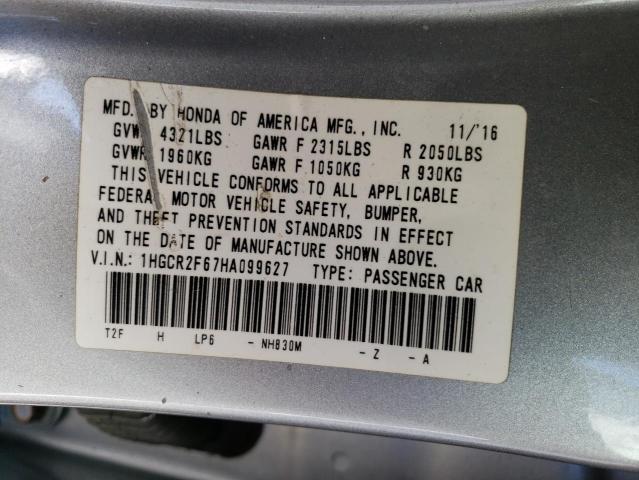 MFD. BY HONDA OF AMERICA MFG., INC. 11/'16
GVWR 4321LBS GAWR F 2315LBS R 2050LBS
GVWR 1960KG GAWR F 1050KG R 930KG
THIS VEHICLE CONFORMS TO ALL APPLICABLE
FEDERAL MOTOR VEHICLE SAFETY, BUMPER,
AND THEFT PREVENTION STANDARDS IN EFFECT
ON THE DATE OF MANUFACTURE SHOWN ABOVE.
V.I.N.: 1HGCR2F67HA099627 TYPE: PASSENGER CAR
T2F H LP6 - NH830M - Z - A